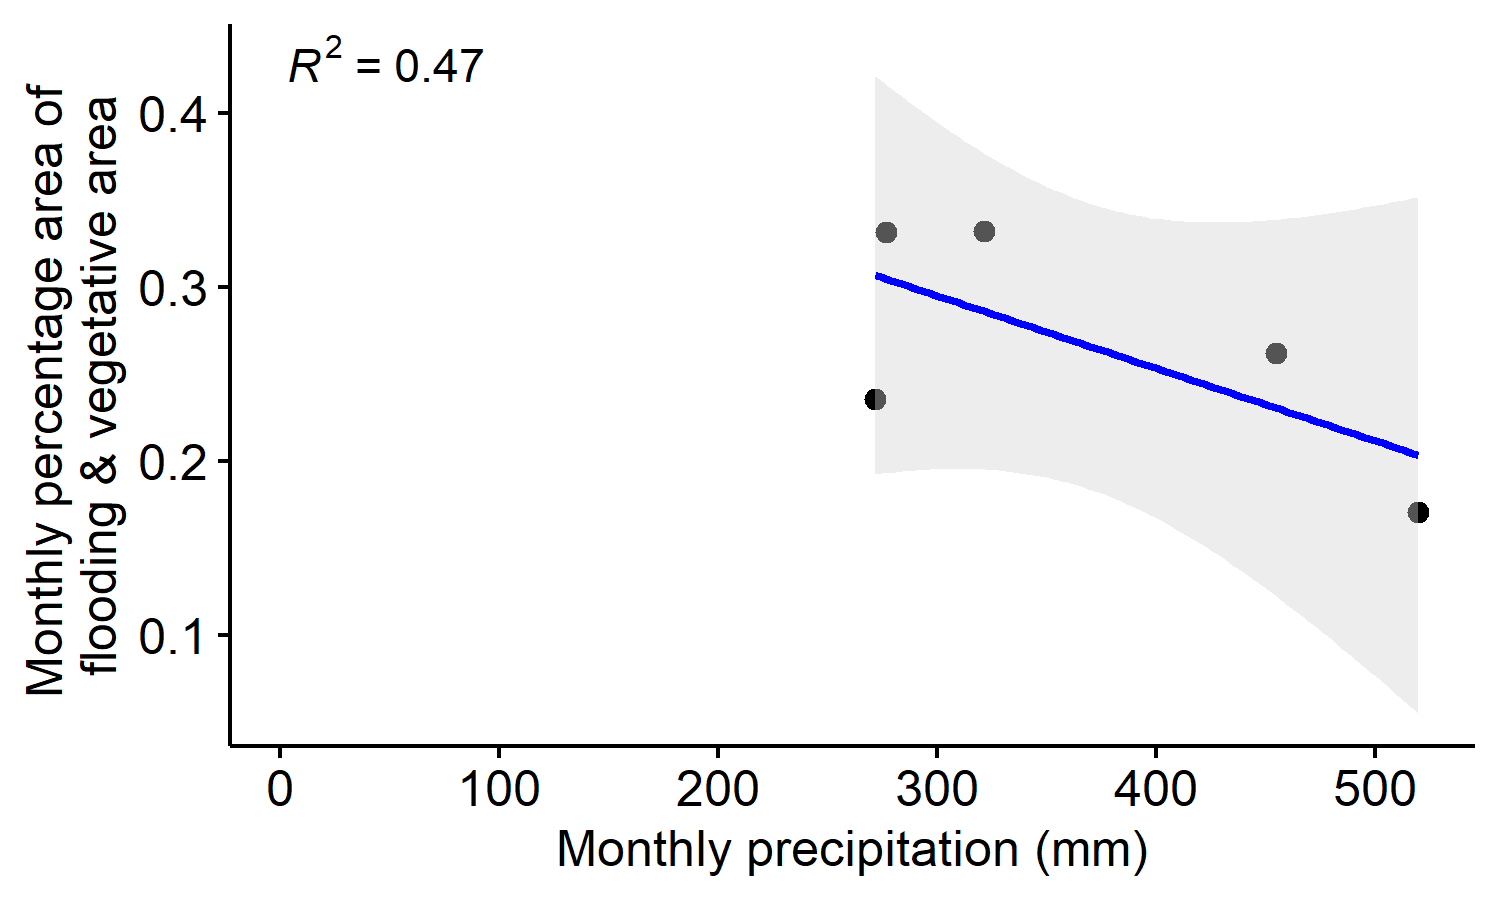 R² = 0.47
Monthly percentage area of
flooding & vegetative area
0.4
0.3
0.2
0.1
0 100 200 300 400 500
Monthly precipitation (mm)